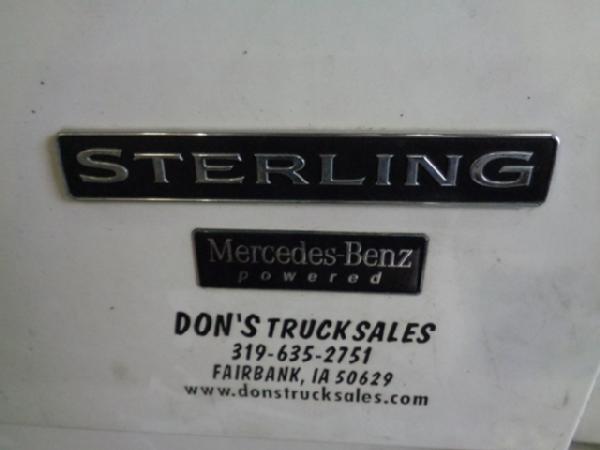 STERLING
Mercedes-Benz
powered
DON'S TRUCK SALES
319-635-2751
FAIRBANK, IA 50629
www.donstrucksales.com